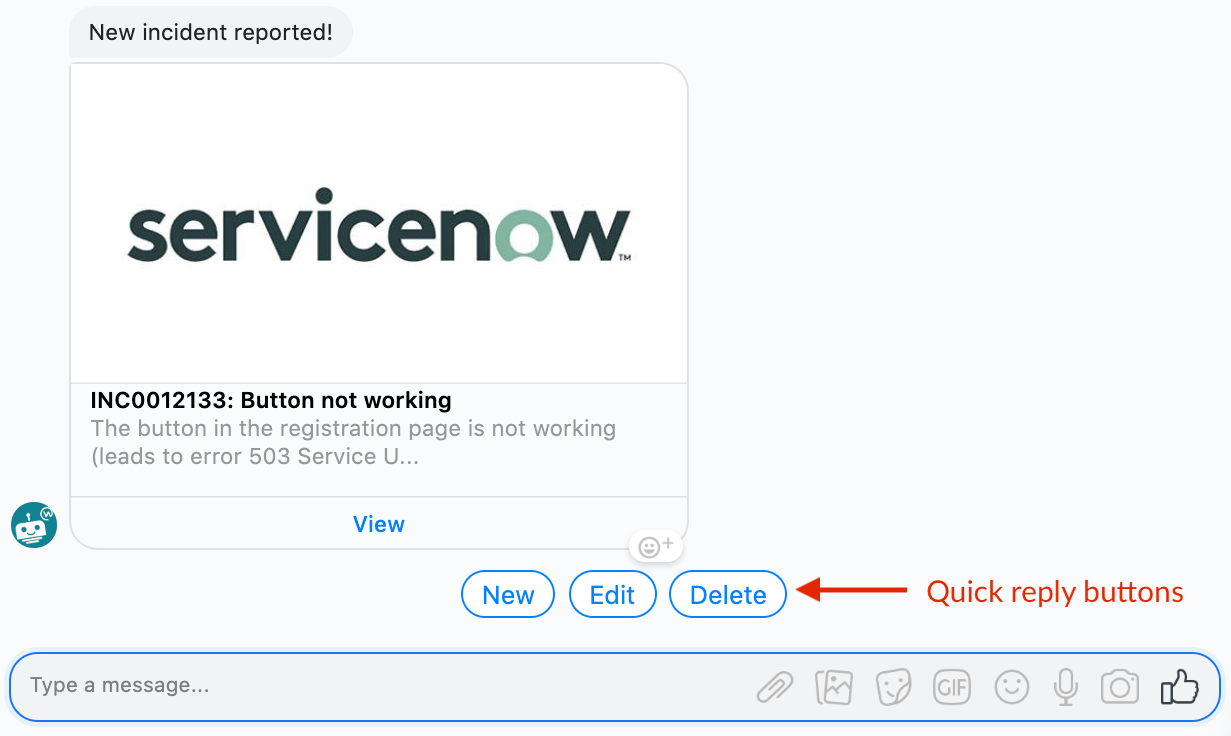 New incident reported!
servicenow™
INC0012133: Button not working
The button in the registration page is not working
(leads to error 503 Service U...
View
New Edit Delete Quick reply buttons
Type a message...
GIF